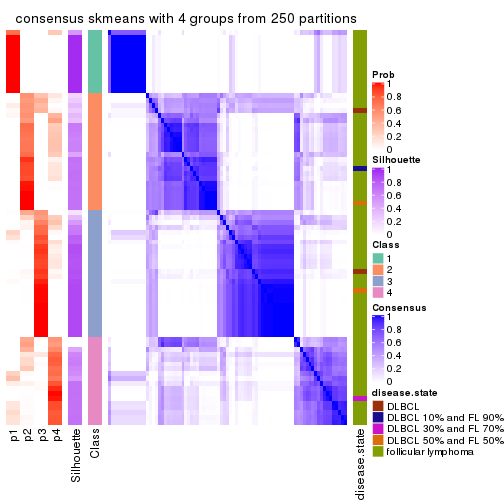 consensus skmeans with 4 groups from 250 partitions
Prob
1
0.8
0.6
0.4
0.2
0
Silhouette
1
0.8
0.6
0.4
0.2
0
Class
1
2
3
4
Consensus
1
0.8
0.6
0.4
0.2
0
disease.state
DLBCL
DLBCL 10% and FL 90%
DLBCL 30% and FL 70%
DLBCL 50% and FL 50%
follicular lymphoma
p1
p2
p3
p4
Silhouette
Class
disease.state